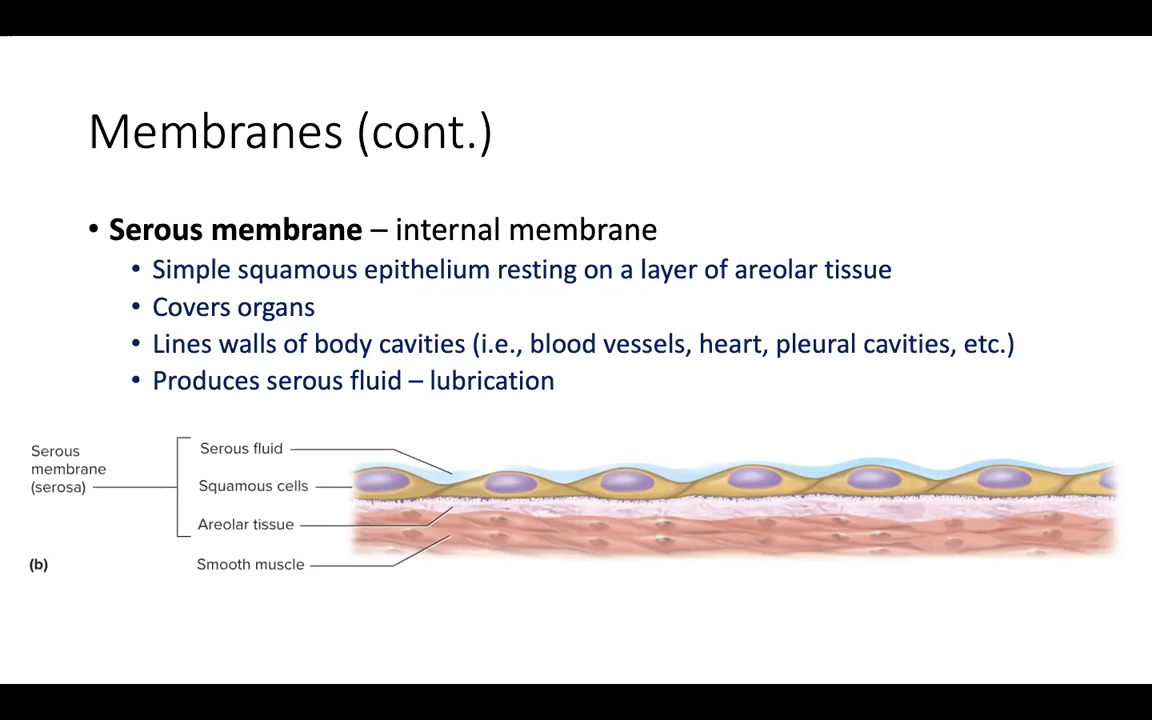 Membranes (cont.)
• Serous membrane – internal membrane
• Simple squamous epithelium resting on a layer of areolar tissue
• Covers organs
• Lines walls of body cavities (i.e., blood vessels, heart, pleural cavities, etc.)
• Produces serous fluid – lubrication
Serous
membrane
(serosa)
Serous fluid
Squamous cells
Areolar tissue
Smooth muscle
(b)